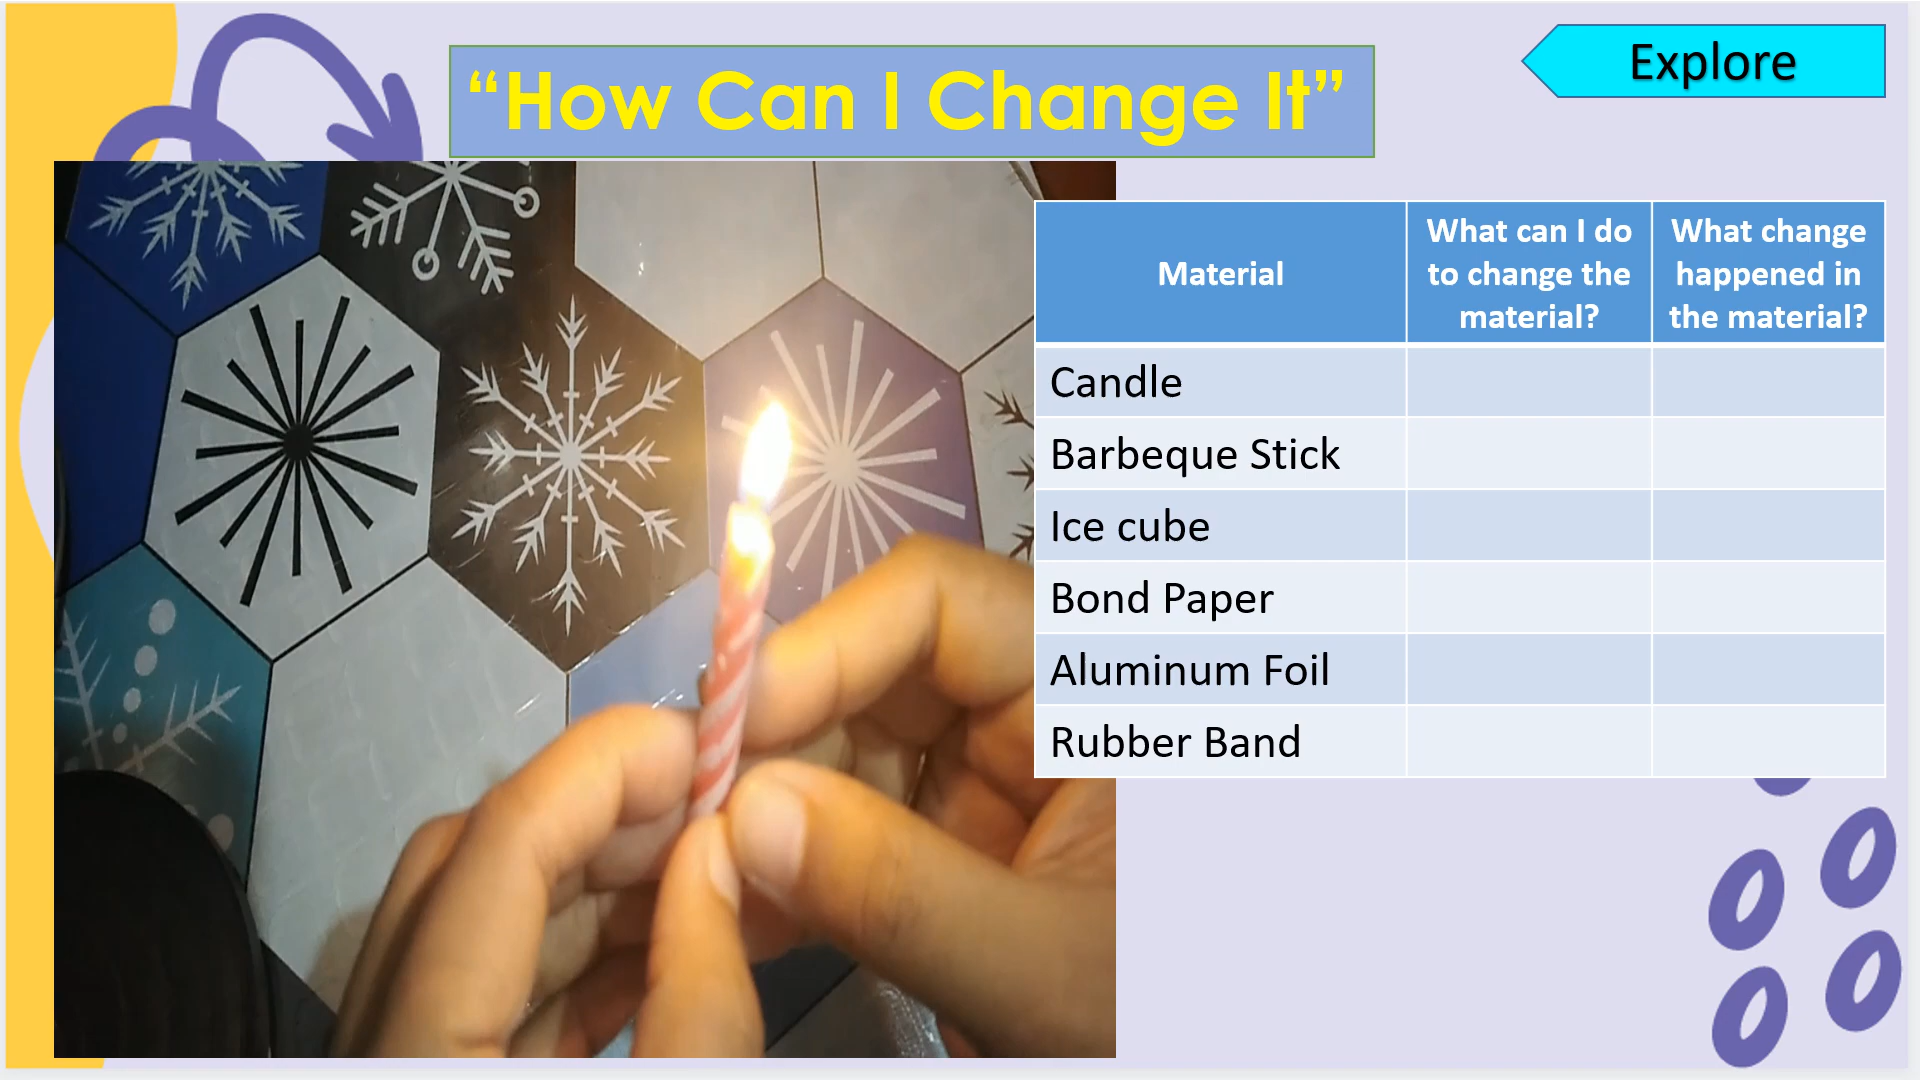 “How Can I Change It”
Explore
Material
What can I do
to change the
material?
What change
happened in
the material?
Candle
Barbeque Stick
Ice cube
Bond Paper
Aluminum Foil
Rubber Band